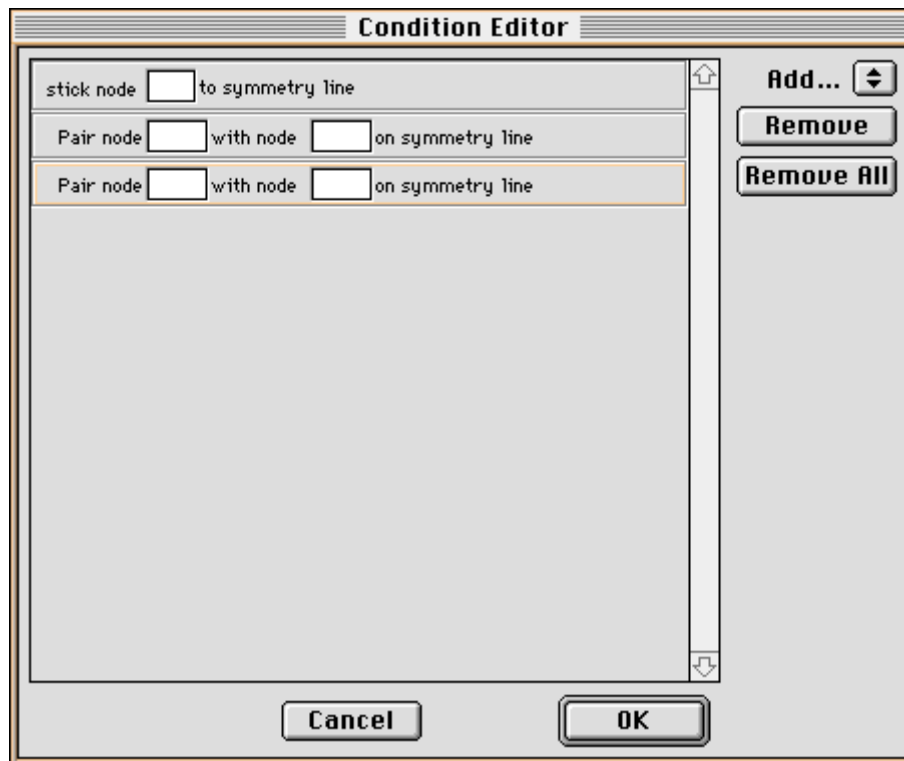 Condition Editor
stick node to symmetry line
Add...
Pair node with node on symmetry line
Remove
Pair node with node on symmetry line
Remove All
Cancel
OK